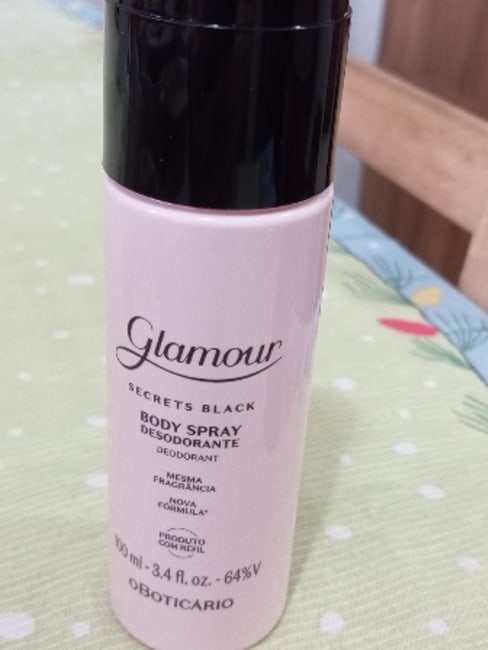 Glamour
SECRETS BLACK
BODY SPRAY
DESODORANTE
DEODORANT
MESMA
FRAGRÂNCIA
NOVA
FÓRMULA*
PRODUTO
COM REFIL
100 ml - 3.4 fl. oz. - 64%V
oBOTICÁRIO